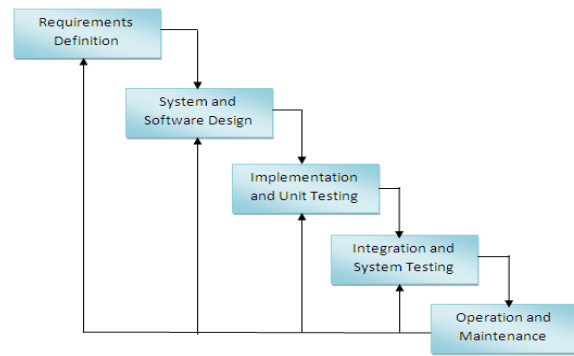 Requirements
Definition
System and
Software Design
Implementation
and Unit Testing
Integration and
System Testing
Operation and
Maintenance